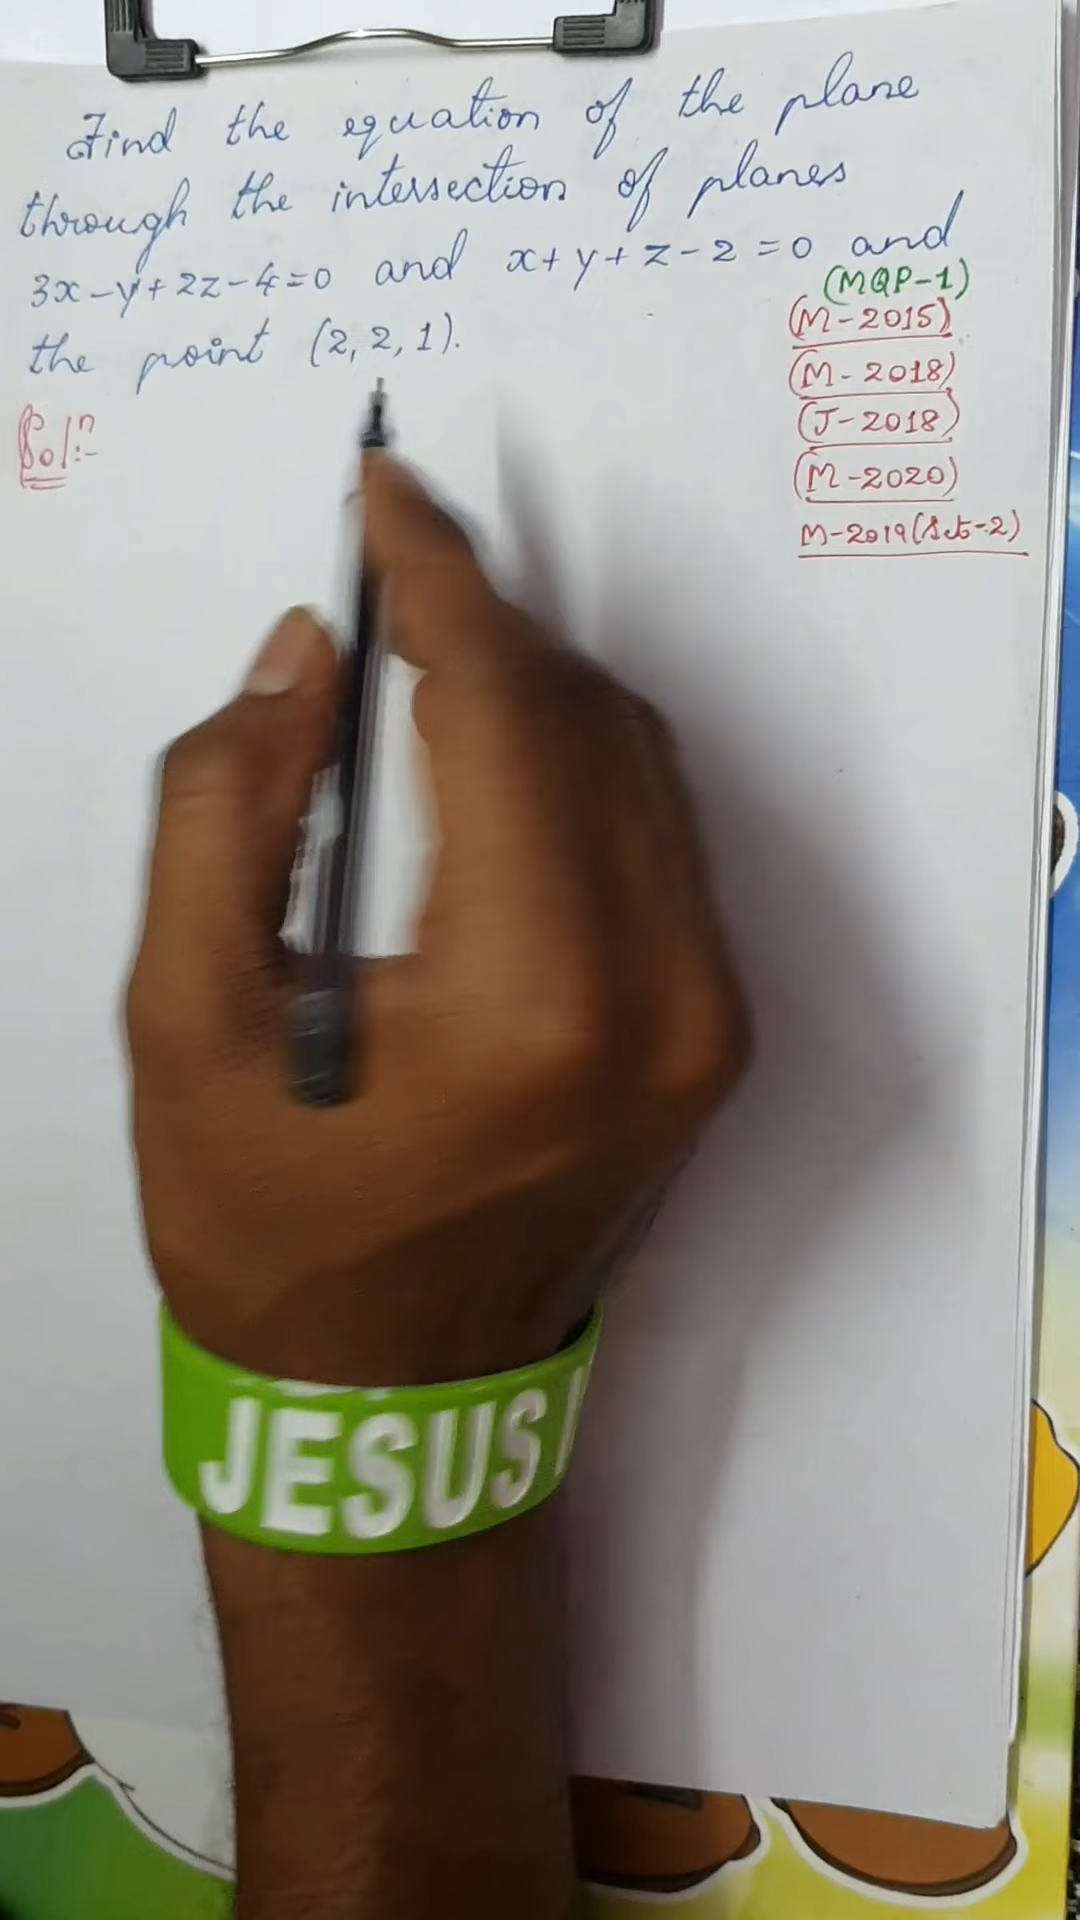 Find the equation of the plane
through the intersection of planes
3x-y+2z-4=0 and x+y+z-2=0 and
(MQP-1)
(M-2015)
the point (2, 2, 1).
(M-2018)
Solⁿ:-
(J-2018)
(M-2020)
M-2019(Set-2)
JESUS